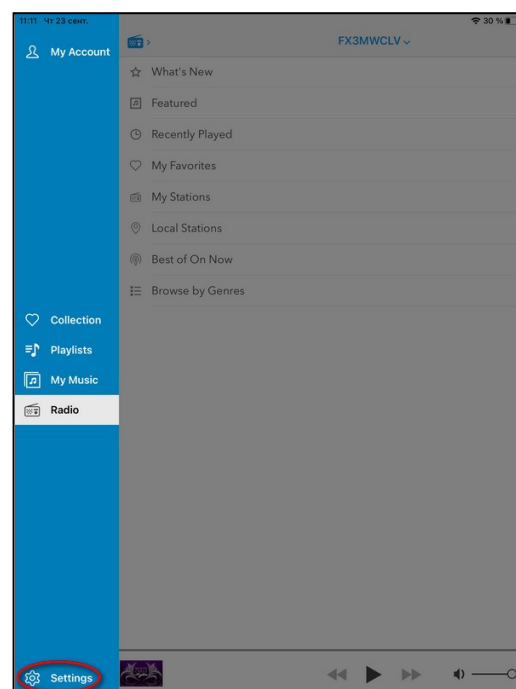 11:11 Чт 23 сент.
30 %
My Account
FX3MWCLV
What's New
Featured
Recently Played
My Favorites
My Stations
Local Stations
Best of On Now
Browse by Genres
Collection
Playlists
My Music
Radio
Settings